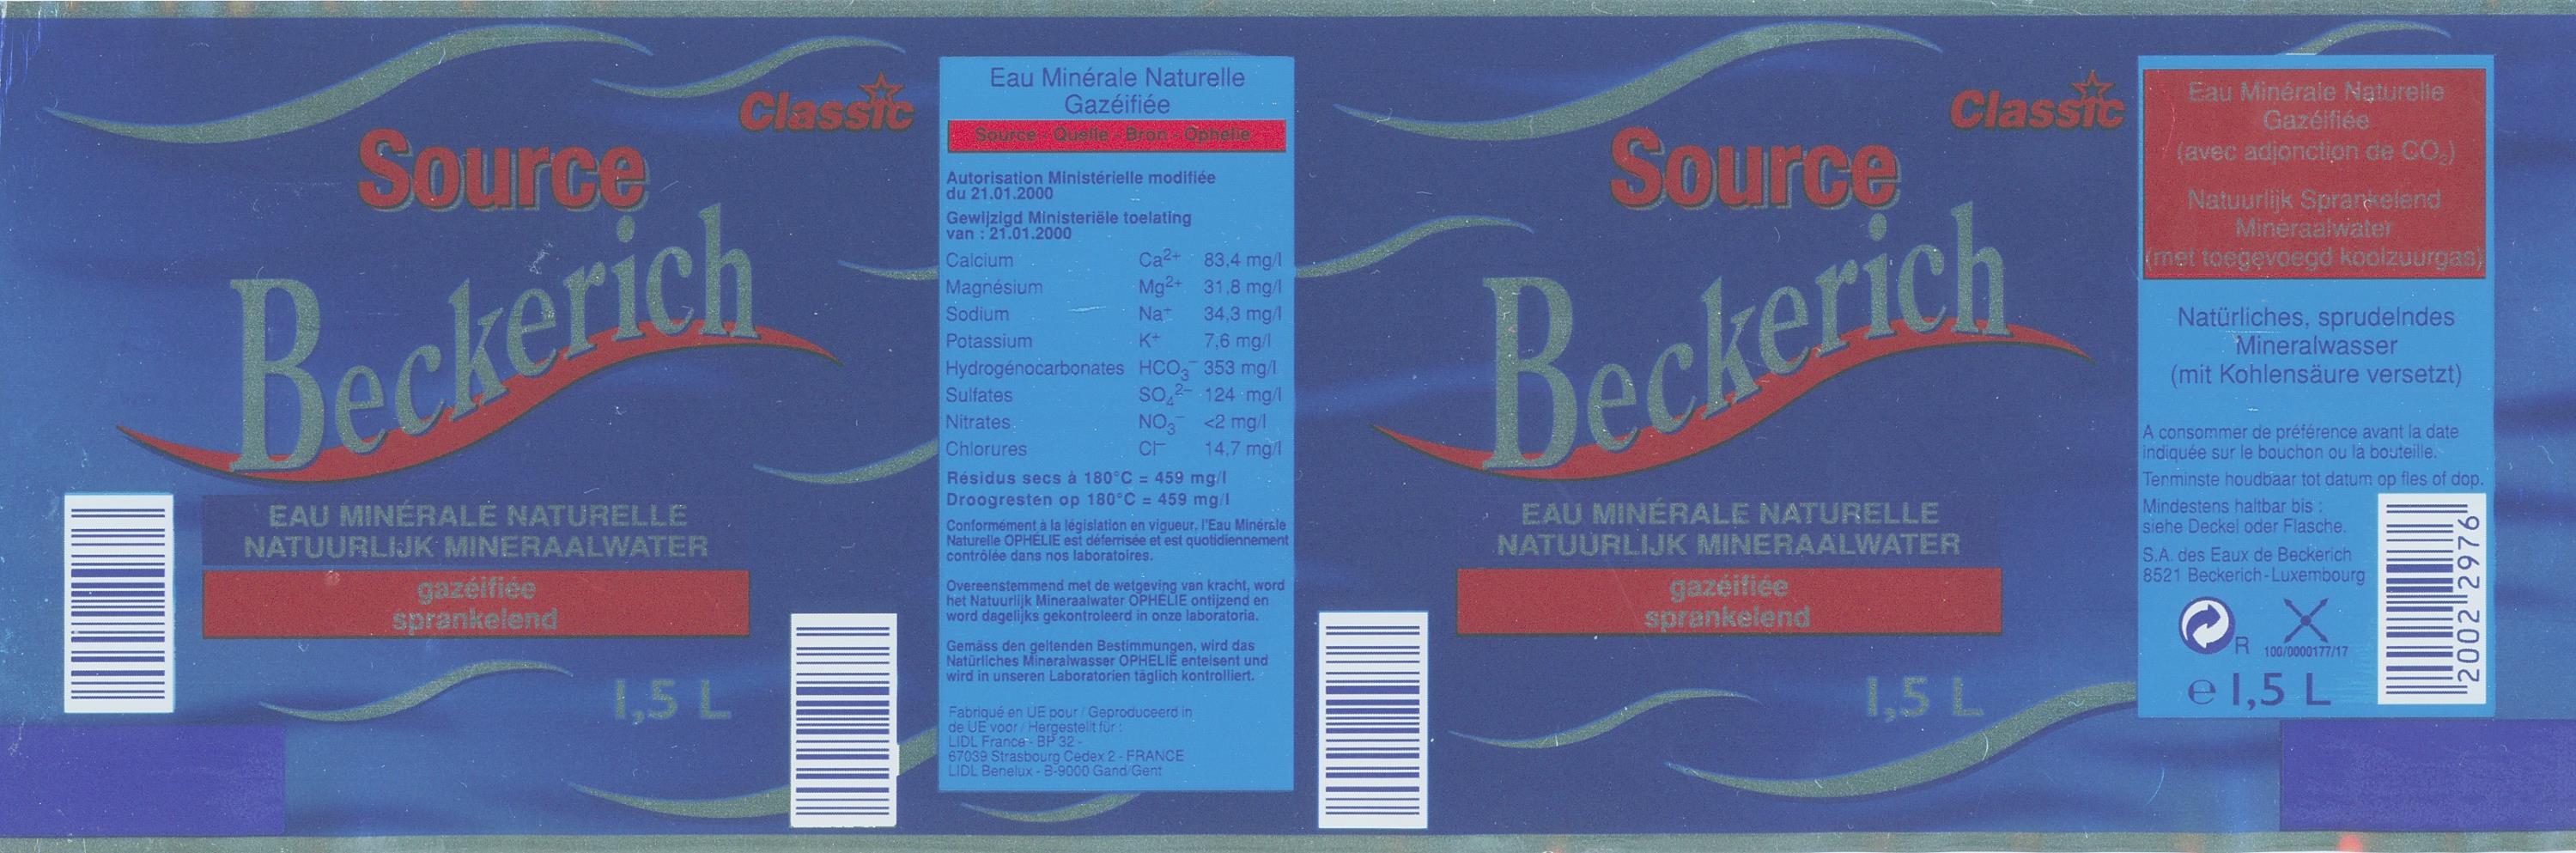 Classic
Source
Beckerich
EAU MINÉRALE NATURELLE
NATUURLIJK MINERAALWATER
gazéifiée
sprankelend
1,5 L
Eau Minérale Naturelle
Gazéifiée
Source - Quelle - Bron - Ophelie
Autorisation Ministérielle modifiée
du 21.01.2000
Gewijzigd Ministeriële toelating
van : 21.01.2000
Calcium Ca2+ 83,4 mg/l
Magnésium Mg2+ 31,8 mg/l
Sodium Na+ 34,3 mg/l
Potassium K+ 7,6 mg/l
Hydrogénocarbonates HCO3− 353 mg/l
Sulfates SO42− 124 mg/l
Nitrates NO3− <2 mg/l
Chlorures Cl− 14,7 mg/l
Résidus secs à 180°C = 459 mg/l
Droogresten op 180°C = 459 mg/l
Conformément à la législation en vigueur, l'Eau Minérale
Naturelle OPHÉLIE est déferrisée et est quotidiennement
contrôlée dans nos laboratoires.
Overeenstemmend met de wetgeving van kracht, word
het Natuurlijk Mineraalwater OPHÉLIE ontijzend en
word dagelijks gekontroleerd in onze laboratoria.
Gemäss den geltenden Bestimmungen, wird das
Natürliches Mineralwasser OPHELIE enteisent und
wird in unseren Laboratorien täglich kontrolliert.
Fabriqué en UE pour / Geproduceerd in
de UE voor / Hergestellt für :
LIDL France - BP 32 -
67039 Strasbourg Cedex 2 - FRANCE
LIDL Benelux - B-9000 Gand/Gent
Classic
Source
Beckerich
EAU MINÉRALE NATURELLE
NATUURLIJK MINERAALWATER
gazéifiée
sprankelend
1,5 L
Eau Minérale Naturelle
Gazéifiée
(avec adjonction de CO2)
Natuurlijk Sprankelend
Mineraalwater
(met toegevoegd koolzuurgas)
Natürliches, sprudelndes
Mineralwasser
(mit Kohlensäure versetzt)
A consommer de préférence avant la date
indiquée sur le bouchon ou la bouteille.
Tenminste houdbaar tot datum op fles of dop.
Mindestens haltbar bis :
siehe Deckel oder Flasche.
S.A. des Eaux de Beckerich
8521 Beckerich-Luxembourg
R
100/0000177/17
e 1,5 L
2002 2976